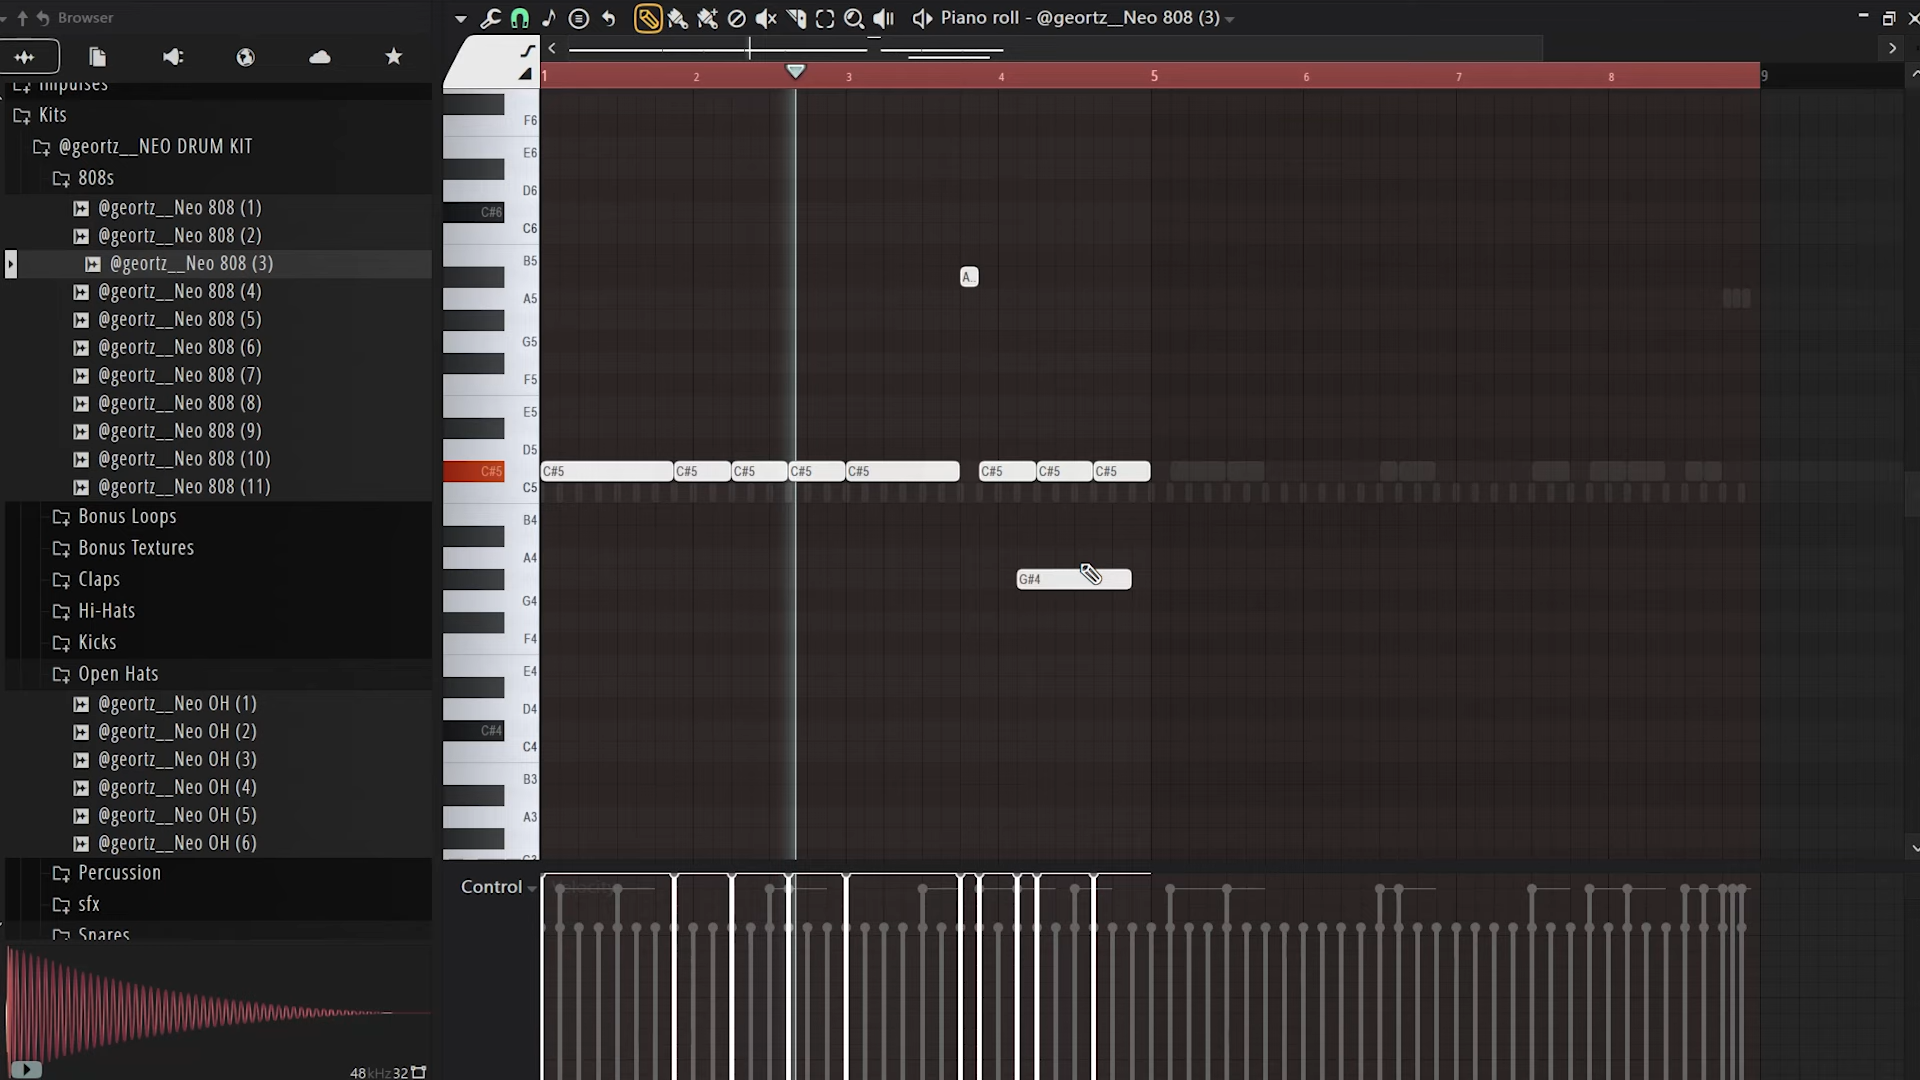 Browser
Impulses
Kits
@geortz__NEO DRUM KIT
808s
@geortz__Neo 808 (1)
@geortz__Neo 808 (2)
@geortz__Neo 808 (3)
@geortz__Neo 808 (4)
@geortz__Neo 808 (5)
@geortz__Neo 808 (6)
@geortz__Neo 808 (7)
@geortz__Neo 808 (8)
@geortz__Neo 808 (9)
@geortz__Neo 808 (10)
@geortz__Neo 808 (11)
Bonus Loops
Bonus Textures
Claps
Hi-Hats
Kicks
Open Hats
@geortz__Neo OH (1)
@geortz__Neo OH (2)
@geortz__Neo OH (3)
@geortz__Neo OH (4)
@geortz__Neo OH (5)
@geortz__Neo OH (6)
Percussion
sfx
Snares
48kHz32
Piano roll - @geortz__Neo 808 (3)
1 2 3 4 5 6 7 8 9
F6
E6
D6
C#6
C6
B5
A..
A5
G5
F5
E5
D5
C#5 C#5 C#5 C#5 C#5 C#5 C#5 C#5 C#5
C5
B4
A4
G#4
G4
F4
E4
D4
C#4
C4
B3
A3
G3
Control Velocity